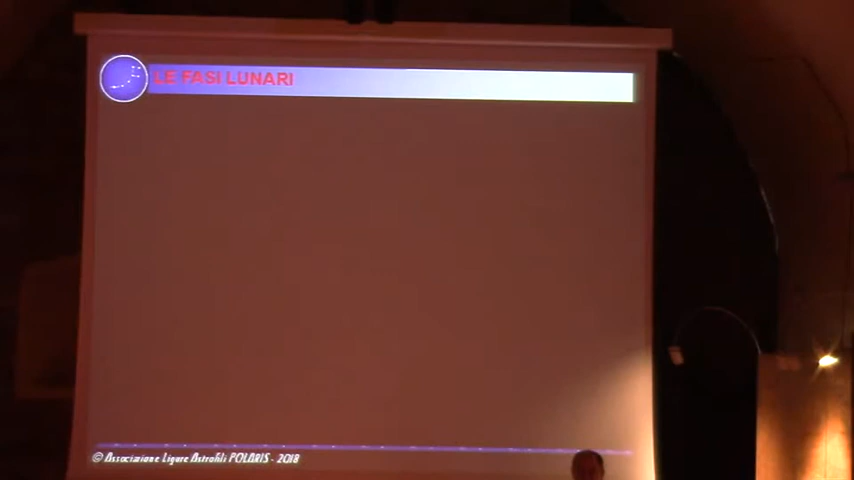 LE FASI LUNARI
© Associazione Ligure Astrofili POLARIS - 2018